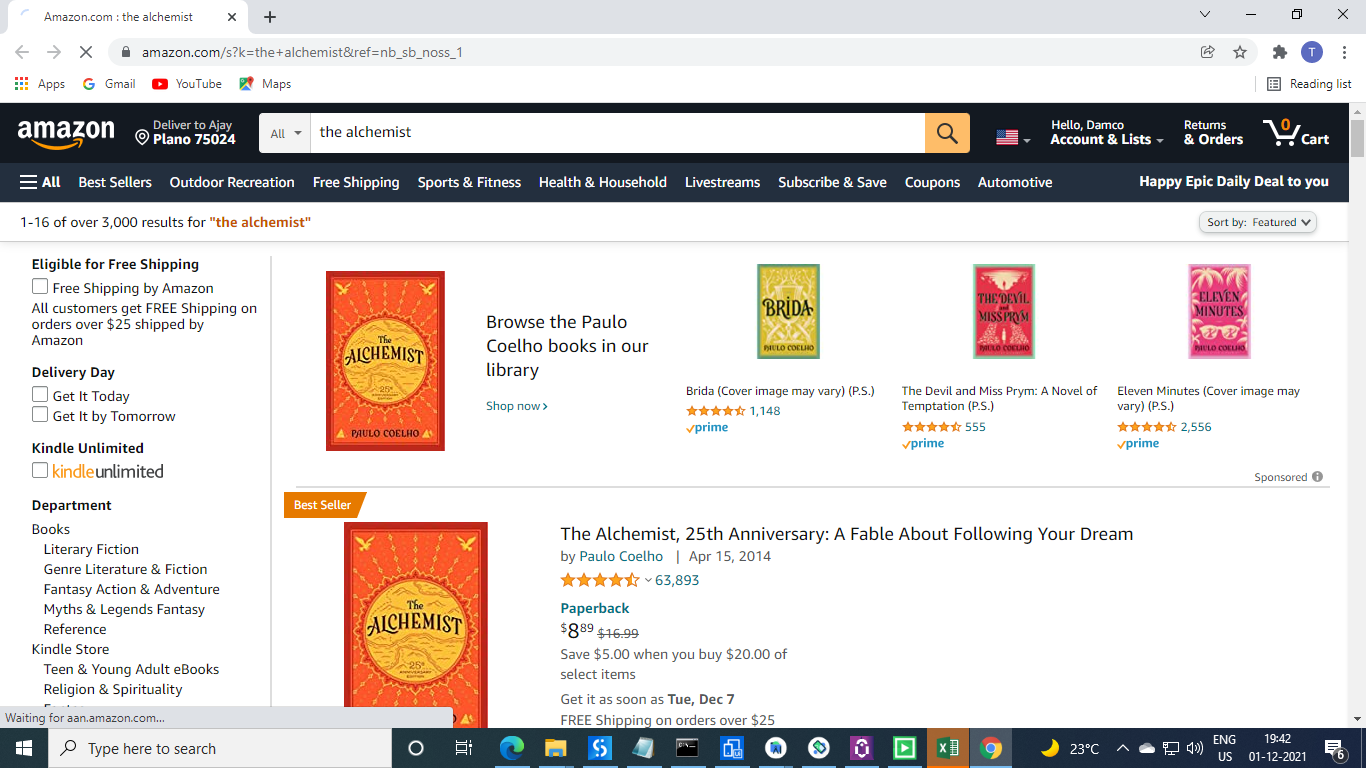 Amazon.com : the alchemist
amazon.com/s?k=the+alchemist&ref=nb_sb_noss_1
T
Apps Gmail YouTube Maps Reading list
amazon
Deliver to Ajay
Plano 75024
All
the alchemist
Hello, Damco
Account & Lists
Returns
& Orders
0
Cart
All Best Sellers Outdoor Recreation Free Shipping Sports & Fitness Health & Household Livestreams Subscribe & Save Coupons Automotive Happy Epic Daily Deal to you
1-16 of over 3,000 results for "the alchemist"
Sort by: Featured
Eligible for Free Shipping
Free Shipping by Amazon
All customers get FREE Shipping on
orders over $25 shipped by
Amazon
Delivery Day
Get It Today
Get It by Tomorrow
Kindle Unlimited
kindleunlimited
Department
Books
Literary Fiction
Genre Literature & Fiction
Fantasy Action & Adventure
Myths & Legends Fantasy
Reference
Kindle Store
Teen & Young Adult eBooks
Religion & Spirituality
The
ALCHEMIST
25th
ANNIVERSARY
EDITION
PAULO COELHO
Browse the Paulo
Coelho books in our
library
Shop now
BRIDA
PAULO COELHO
Brida (Cover image may vary) (P.S.)
1,148
prime
THE DEVIL
and
MISS PRYM
PAULO COELHO
The Devil and Miss Prym: A Novel of
Temptation (P.S.)
555
prime
ELEVEN
MINUTES
PAULO COELHO
Eleven Minutes (Cover image may
vary) (P.S.)
2,556
prime
Sponsored
Best Seller
The
ALCHEMIST
25th
ANNIVERSARY
EDITION
The Alchemist, 25th Anniversary: A Fable About Following Your Dream
by Paulo Coelho | Apr 15, 2014
63,893
Paperback
$8.89 $16.99
Save $5.00 when you buy $20.00 of
select items
Get it as soon as Tue, Dec 7
FREE Shipping on orders over $25
Waiting for aan.amazon.com...
Type here to search
23°C
ENG
US
19:42
01-12-2021
6